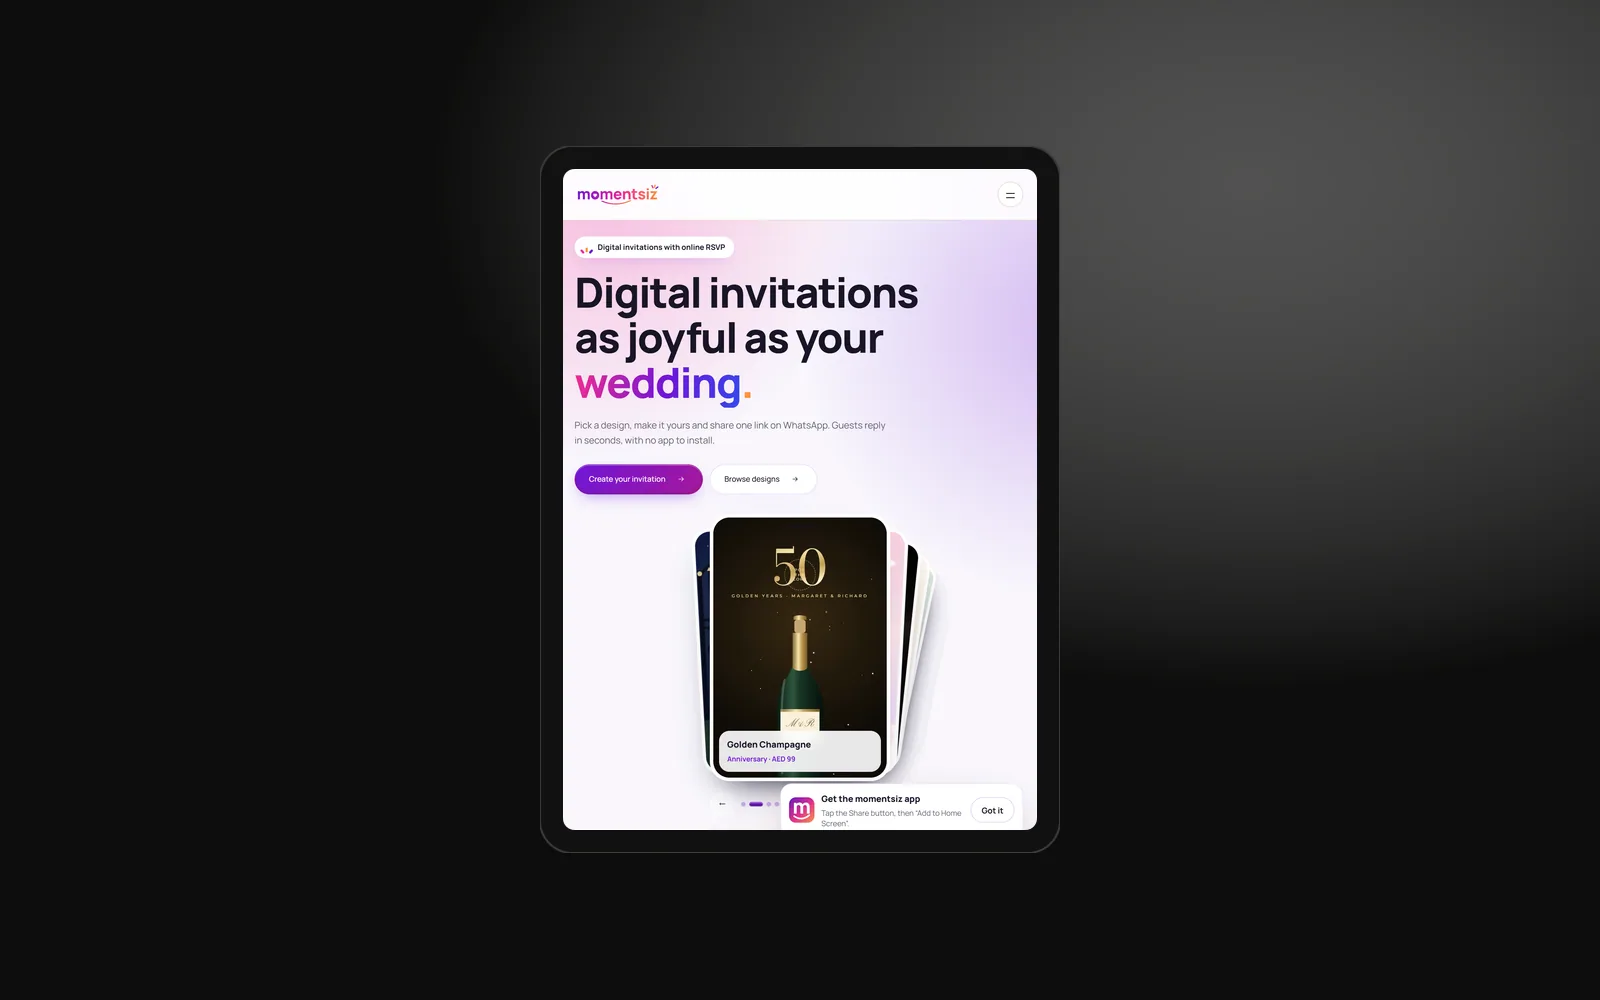 momentsiz
Digital invitations with online RSVP
Digital invitations
as joyful as your
wedding.
Pick a design, make it yours and share one link on WhatsApp. Guests reply
in seconds, with no app to install.
Create your invitation →
Browse designs →
50
GOLDEN YEARS · MARGARET & RICHARD
M & R
Golden Champagne
Anniversary · AED 99
←
m
Get the momentsiz app
Tap the Share button, then “Add to Home
Screen”.
Got it